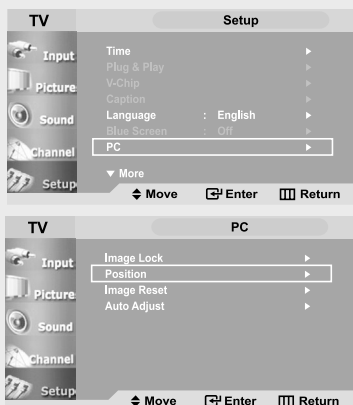 TV Setup
Input
Picture
Sound
Channel
Setup
Time
Plug & Play
V-Chip
Caption
Language : English
Blue Screen : Off
PC
▼ More
Move Enter Return
TV PC
Input
Picture
Sound
Channel
Setup
Image Lock
Position
Image Reset
Auto Adjust
Move Enter Return